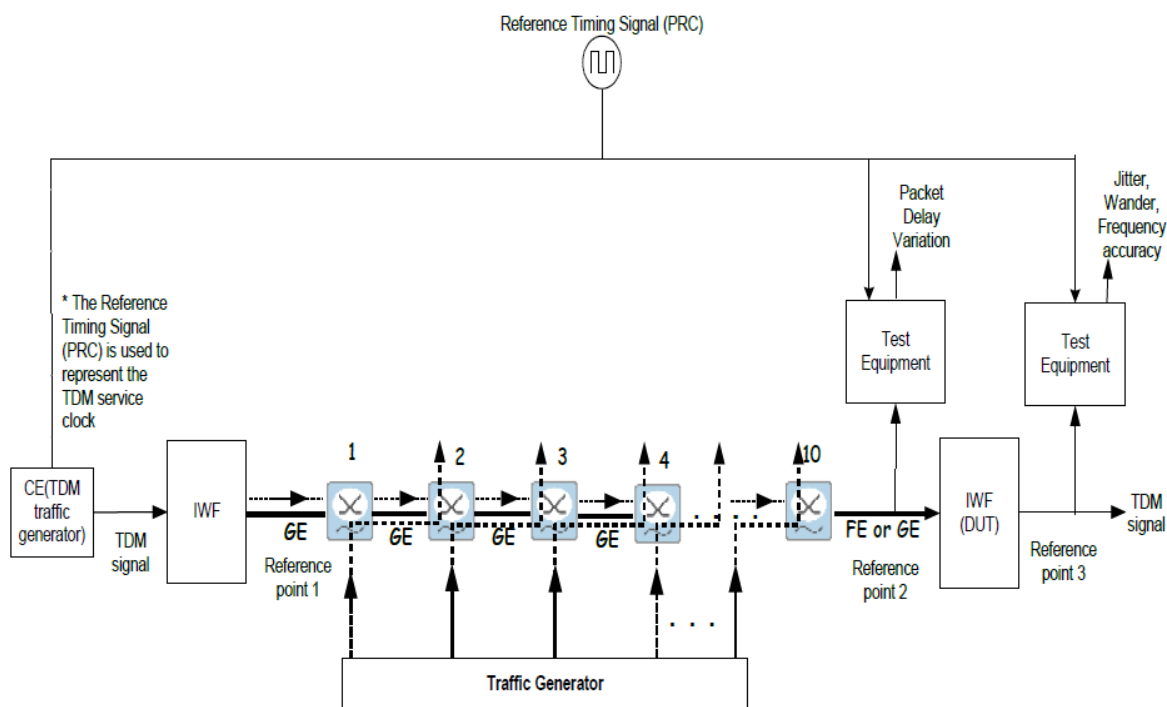 Reference Timing Signal (PRC)
Jitter,
Wander,
Frequency
accuracy
Packet
Delay
Variation
* The Reference
Timing Signal
(PRC) is used to
represent the
TDM service
clock
Test
Equipment
Test
Equipment
1
2
3
4
10
CE(TDM
traffic
generator)
TDM
signal
IWF
GE
GE
GE
GE
FE or GE
IWF
(DUT)
TDM
signal
Reference
point 1
Reference
point 2
Reference
point 3
. . .
. . .
Traffic Generator